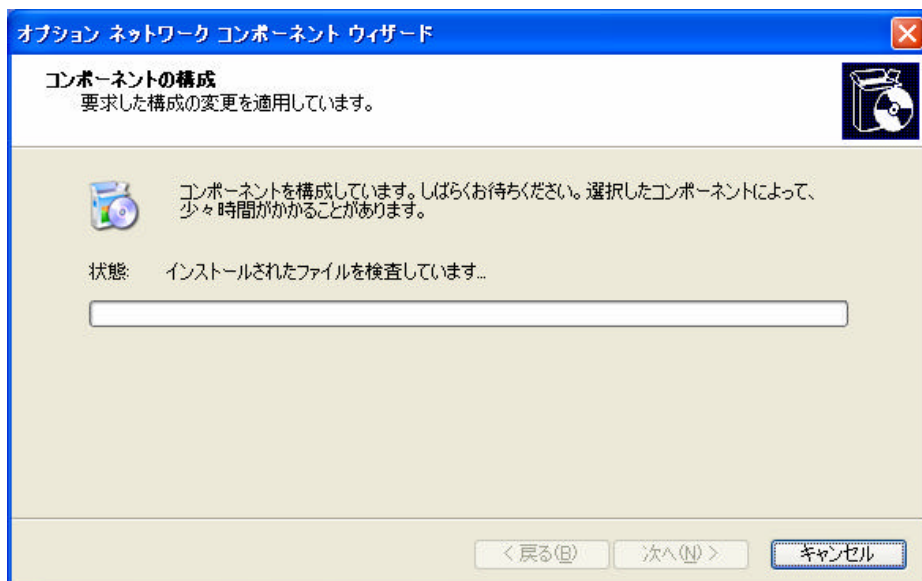 オプション ネットワーク コンポーネント ウィザード
コンポーネントの構成
要求した構成の変更を適用しています。
コンポーネントを構成しています。しばらくお待ちください。選択したコンポーネントによって、
少々時間がかかることがあります。
状態: インストールされたファイルを検査しています...
< 戻る(B) 次へ(N) > キャンセル